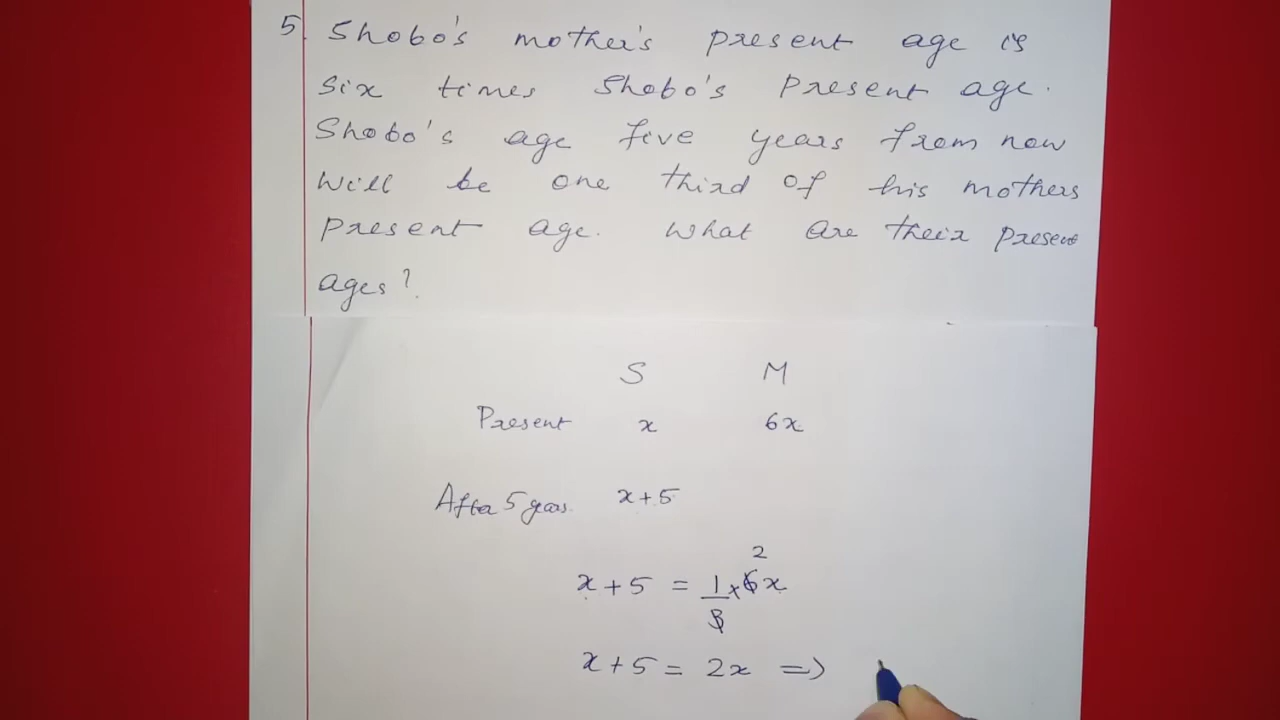 5. Shobo's mother's present age is
six times Shobo's present age.
Shobo's age five years from now
will be one third of his mothers
present age. What are their present
ages?
S M
Present x 6x
After 5 years. x+5
2
x+5 = 1/3 × 6x
x+5 = 2x =>